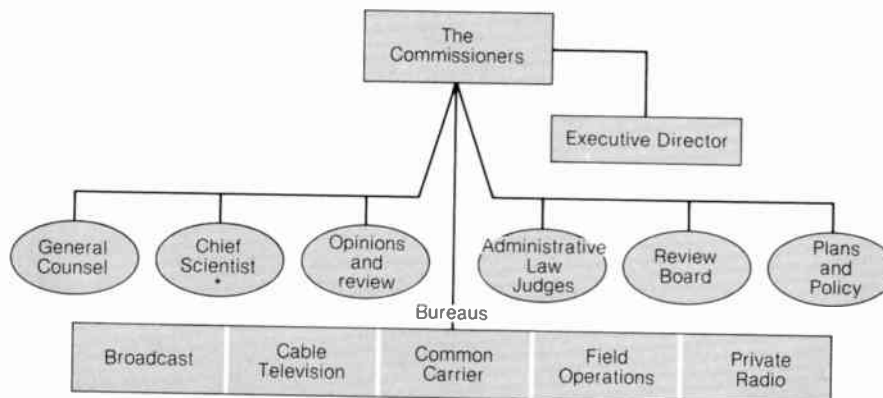 The
Commissioners
Executive Director
General
Counsel
Chief
Scientist
+
Opinions
and
review
Administrative
Law
Judges
Review
Board
Plans
and
Policy
Bureaus
Broadcast
Cable
Television
Common
Carrier
Field
Operations
Private
Radio